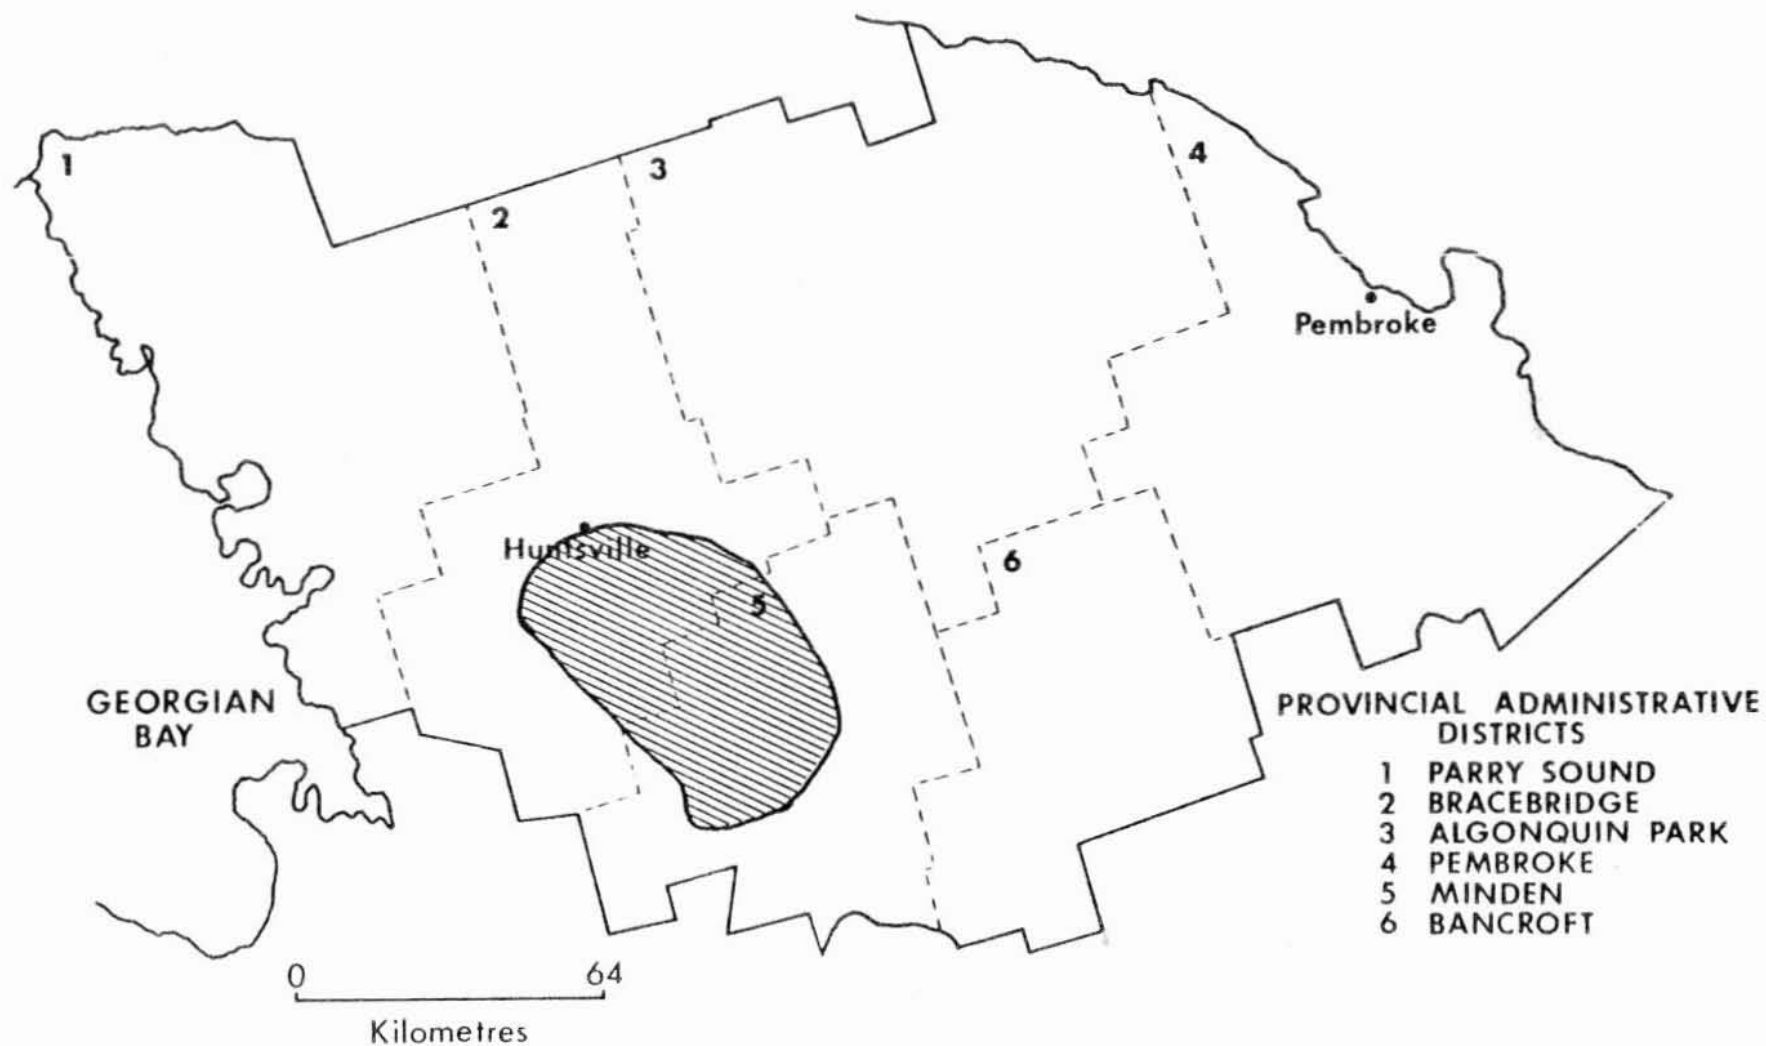 1
2
3
4
Pembroke
Huntsville
5
6
GEORGIAN
BAY
PROVINCIAL ADMINISTRATIVE
DISTRICTS
1 PARRY SOUND
2 BRACEBRIDGE
3 ALGONQUIN PARK
4 PEMBROKE
5 MINDEN
6 BANCROFT
0 64
Kilometres